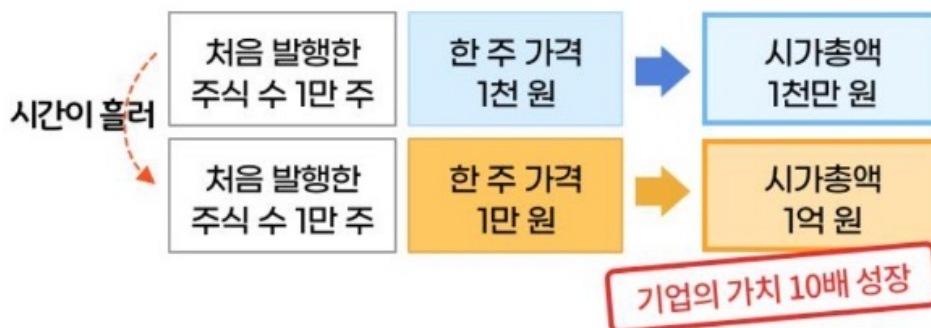 처음 발행한
주식 수 1만 주
한 주 가격
1천 원
시가총액
1천만 원
시간이 흘러
처음 발행한
주식 수 1만 주
한 주 가격
1만 원
시가총액
1억 원
기업의 가치 10배 성장